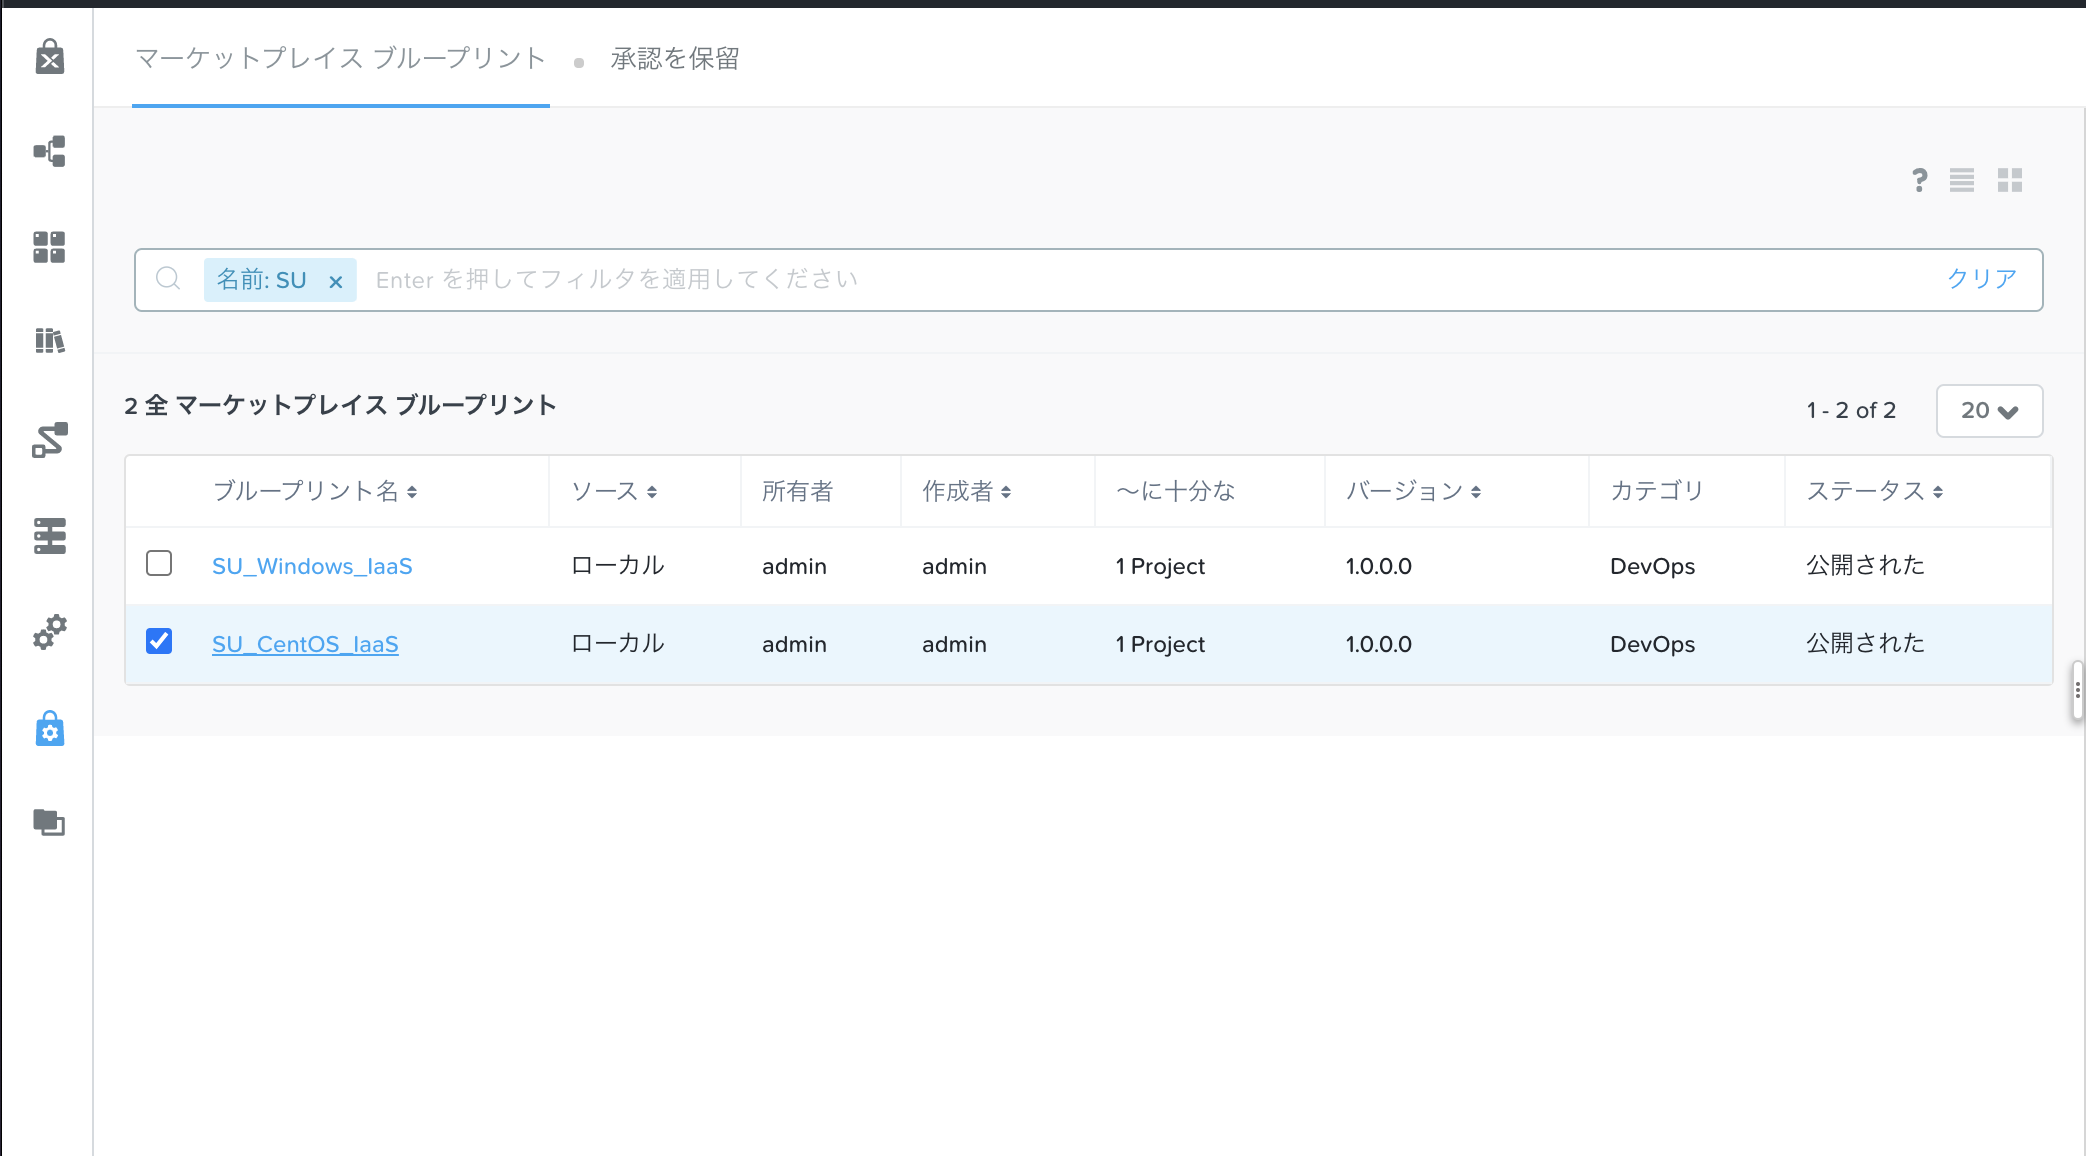 マーケットプレイス ブループリント 承認を保留
?
名前: SU × Enter を押してフィルタを適用してください クリア
2 全 マーケットプレイス ブループリント 1 - 2 of 2 20
ブループリント名 ソース 所有者 作成者 〜に十分な バージョン カテゴリ ステータス
SU_Windows_IaaS ローカル admin admin 1 Project 1.0.0.0 DevOps 公開された
SU_CentOS_IaaS ローカル admin admin 1 Project 1.0.0.0 DevOps 公開された